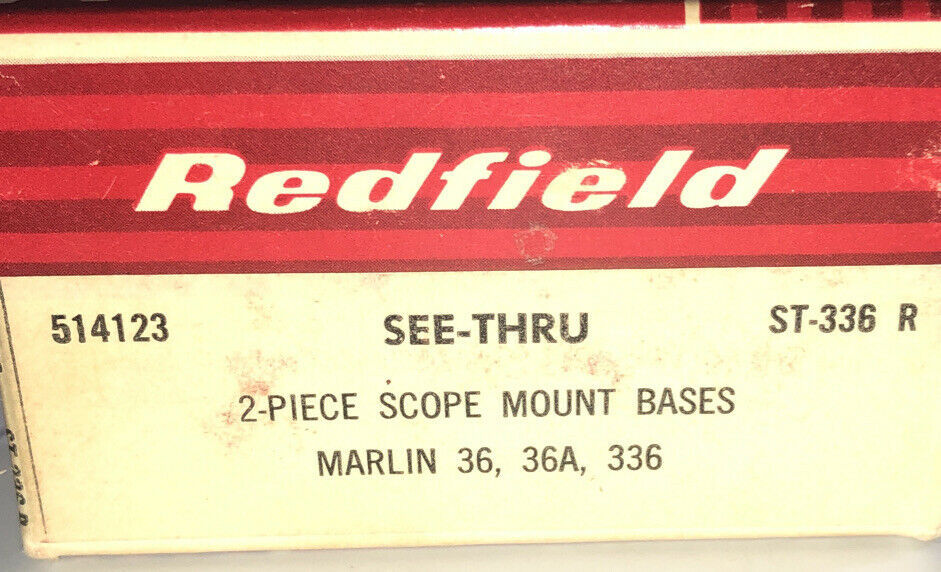 Redfield
514123 SEE-THRU ST-336 R
2-PIECE SCOPE MOUNT BASES
MARLIN 36, 36A, 336